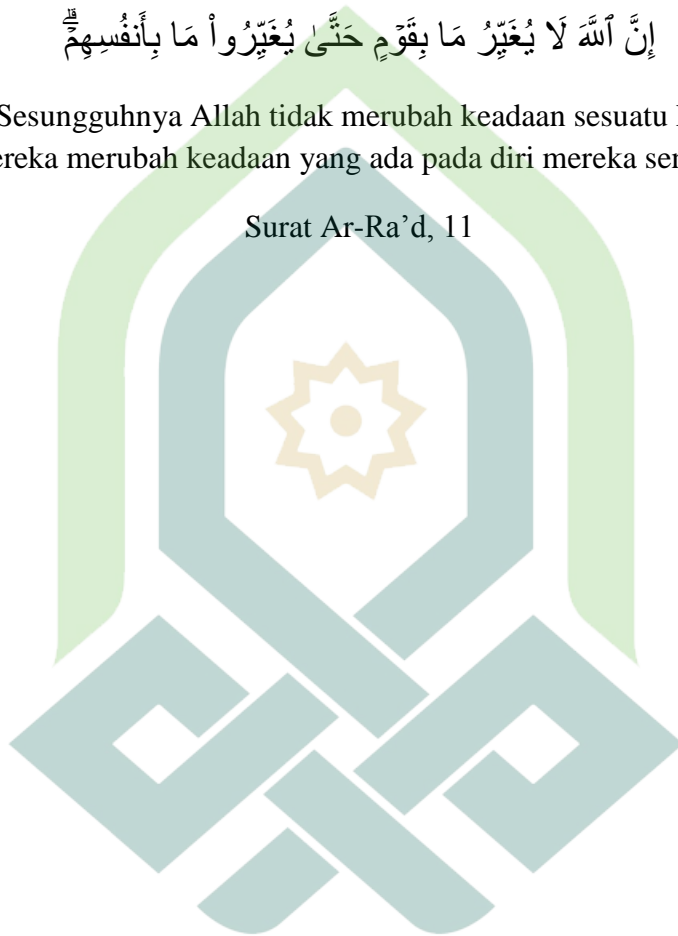 إِنَّ ٱللَّهَ لَا يُغَيِّرُ مَا بِقَوْمٍ حَتَّىٰ يُغَيِّرُوا۟ مَا بِأَنفُسِهِمْ ۗ
Sesungguhnya Allah tidak merubah keadaan sesuatu
merubah keadaan yang ada pada diri mereka
Surat Ar-Ra’d, 11